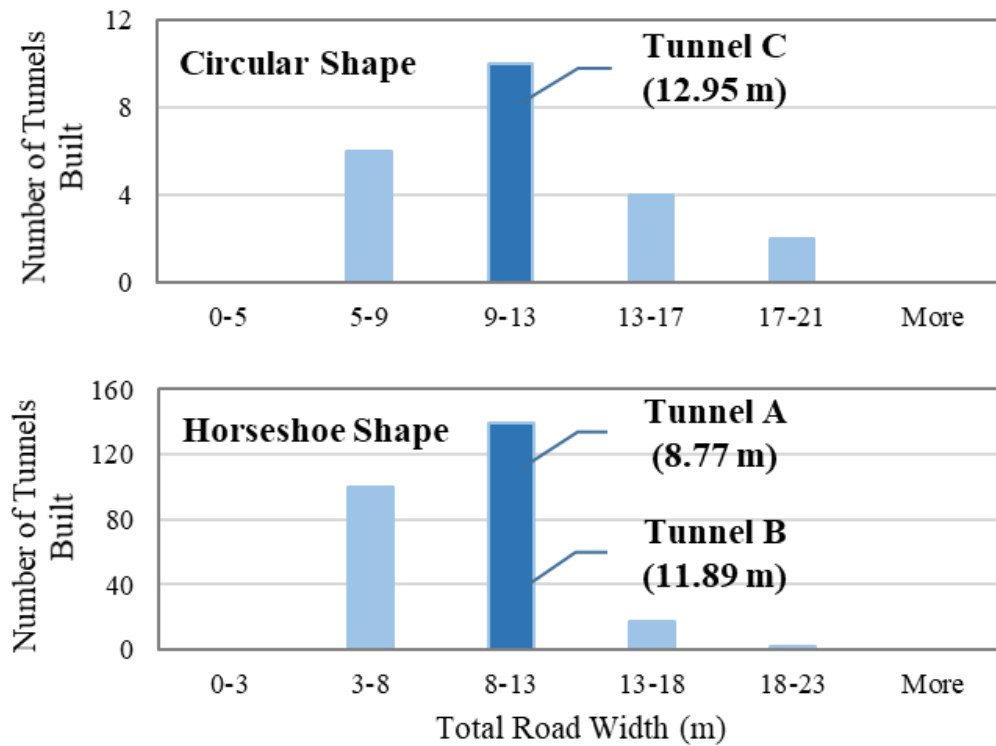 Number of Tunnels
Built
12
8
4
0
Circular Shape
Tunnel C
(12.95 m)
0-5 5-9 9-13 13-17 17-21 More
Number of Tunnels
Built
160
120
80
40
0
Horseshoe Shape
Tunnel A
(8.77 m)
Tunnel B
(11.89 m)
0-3 3-8 8-13 13-18 18-23 More
Total Road Width (m)